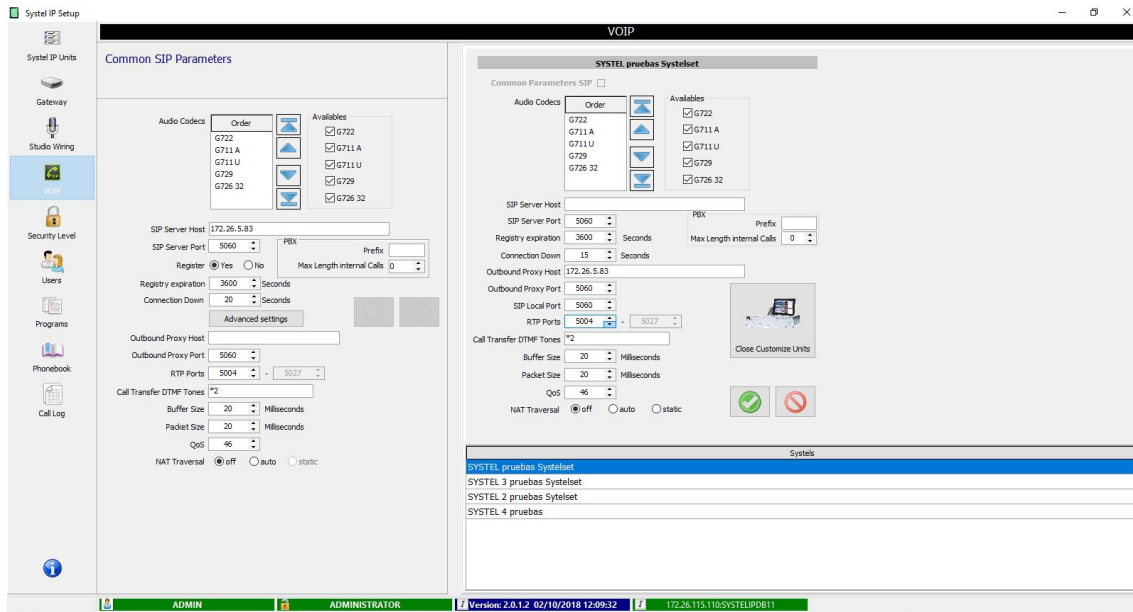 Systel IP Setup
VOIP
Systel IP Units
Gateway
Studio Wiring
VOIP
Security Level
Users
Programs
Phonebook
Call Log
Common SIP Parameters
Audio Codecs
Order
G722
G711 A
G711 U
G729
G726 32
Availables
G722
G711 A
G711 U
G729
G726 32
SIP Server Host 172.26.5.83
SIP Server Port 5060
PBX
Prefix
Register Yes No
Max Length internal Calls 0
Registry expiration 3600 Seconds
Connection Down 20 Seconds
Advanced settings
Outbound Proxy Host
Outbound Proxy Port 5060
RTP Ports 5004 - 5027
Call Transfer DTMF Tones *2
Buffer Size 20 Milliseconds
Packet Size 20 Milliseconds
QoS 46
NAT Traversal off auto static
SYSTEL pruebas Systelset
Common Parameters SIP
Audio Codecs
Order
G722
G711 A
G711 U
G729
G726 32
Availables
G722
G711 A
G711 U
G729
G726 32
SIP Server Host
SIP Server Port 5060
PBX
Prefix
Registry expiration 3600 Seconds
Max Length internal Calls 0
Connection Down 15 Seconds
Outbound Proxy Host 172.26.5.83
Outbound Proxy Port 5060
SIP Local Port 5060
RTP Ports 5004 - 5027
Call Transfer DTMF Tones *2
Buffer Size 20 Milliseconds
Packet Size 20 Milliseconds
QoS 46
NAT Traversal off auto static
Close Customize Units
Systels
SYSTEL pruebas Systelset
SYSTEL 3 pruebas Systelset
SYSTEL 2 pruebas Sytelset
SYSTEL 4 pruebas
ADMIN
ADMINISTRATOR
Version: 2.0.1.2 02/10/2018 12:09:32
172.26.115.110:SYSTELIPDB11